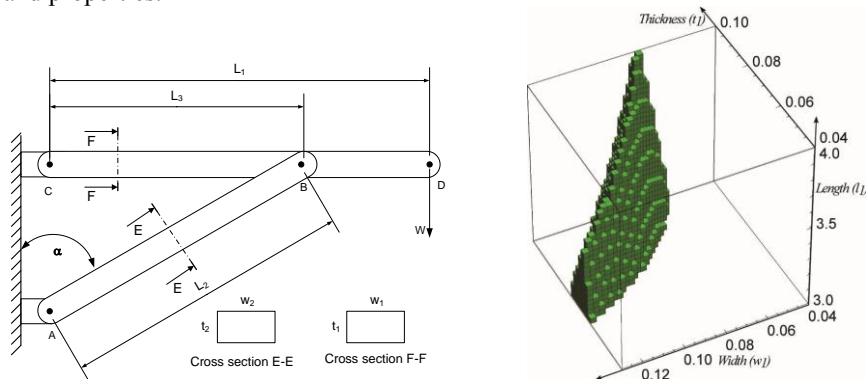 and properties.
L1
L3
F
F
C
B
D
E
W
α
E
L2
A
w2
t2
Cross section E-E
w1
t1
Cross section F-F
Thickness (t1)
0.10
0.08
0.06
0.04
4.0
Length (l1)
3.5
3.0
0.04
0.06
0.08
0.10
Width (w1)
0.12